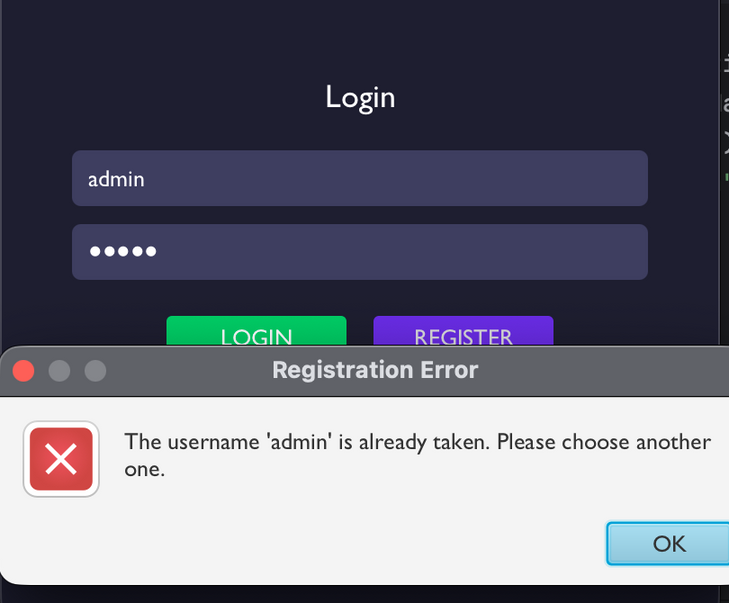 Login
admin
LOGIN
REGISTER
Registration Error
The username 'admin' is already taken. Please choose another
one.
OK